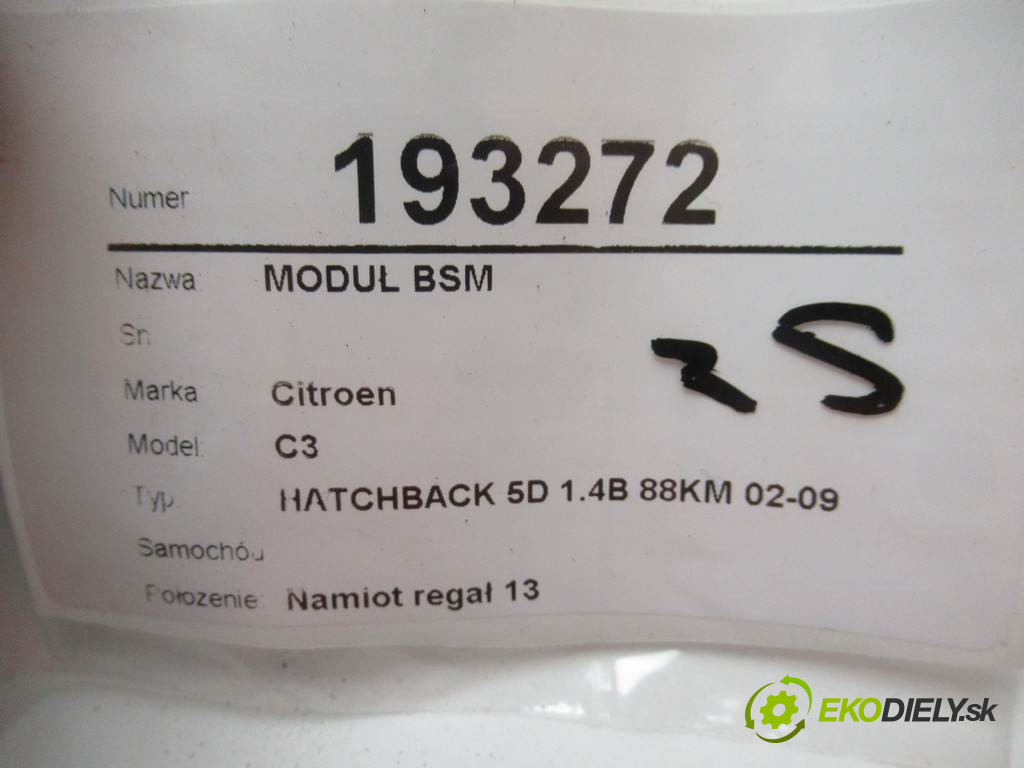 Numer 193272
Nazwa: MODUŁ BSM
Sn
Marka Citroen
Model: C3
Typ: HATCHBACK 5D 1.4B 88KM 02-09
Samochód
Położenie: Namiot regał 13
EKODIELY.sk